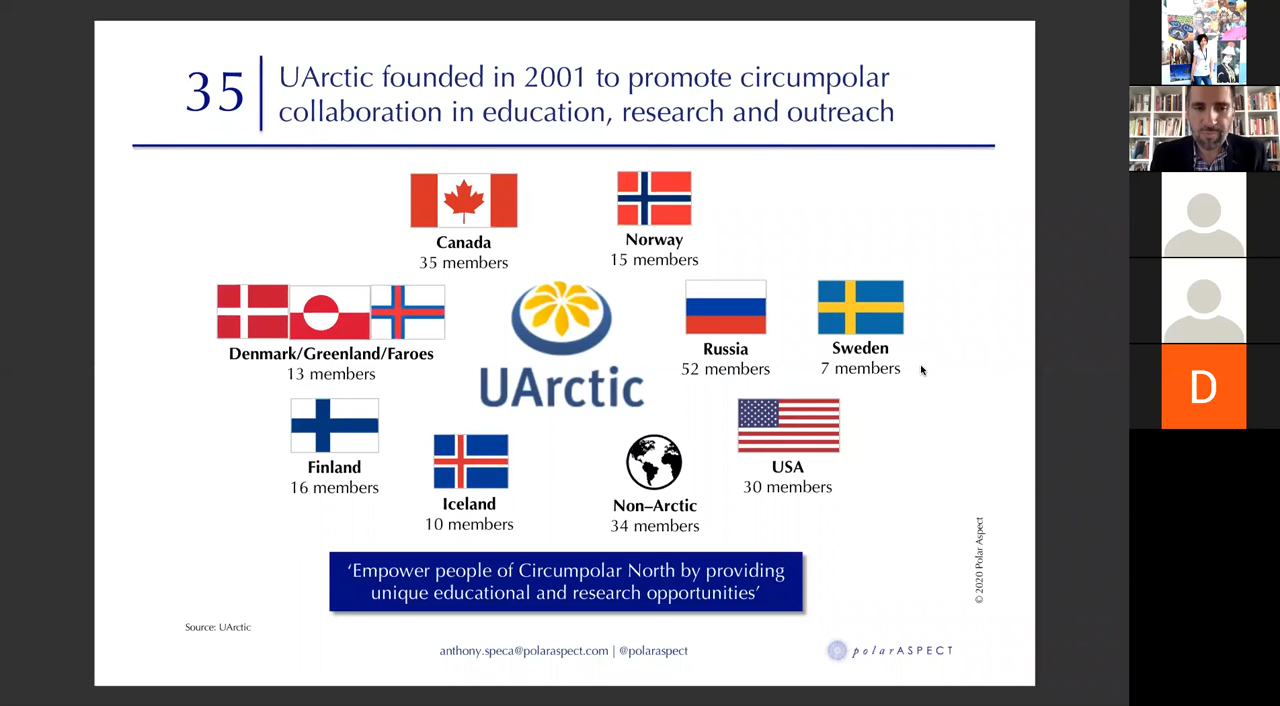 35
UArctic founded in 2001 to promote circumpolar
collaboration in education, research and outreach
Canada
35 members
Norway
15 members
Denmark/Greenland/Faroes
13 members
UArctic
Russia
52 members
Sweden
7 members
Finland
16 members
Iceland
10 members
Non–Arctic
34 members
USA
30 members
‘Empower people of Circumpolar North by providing
unique educational and research opportunities’
© 2020 Polar Aspect
Source: UArctic
anthony.speca@polaraspect.com | @polaraspect
polarASPECT
D